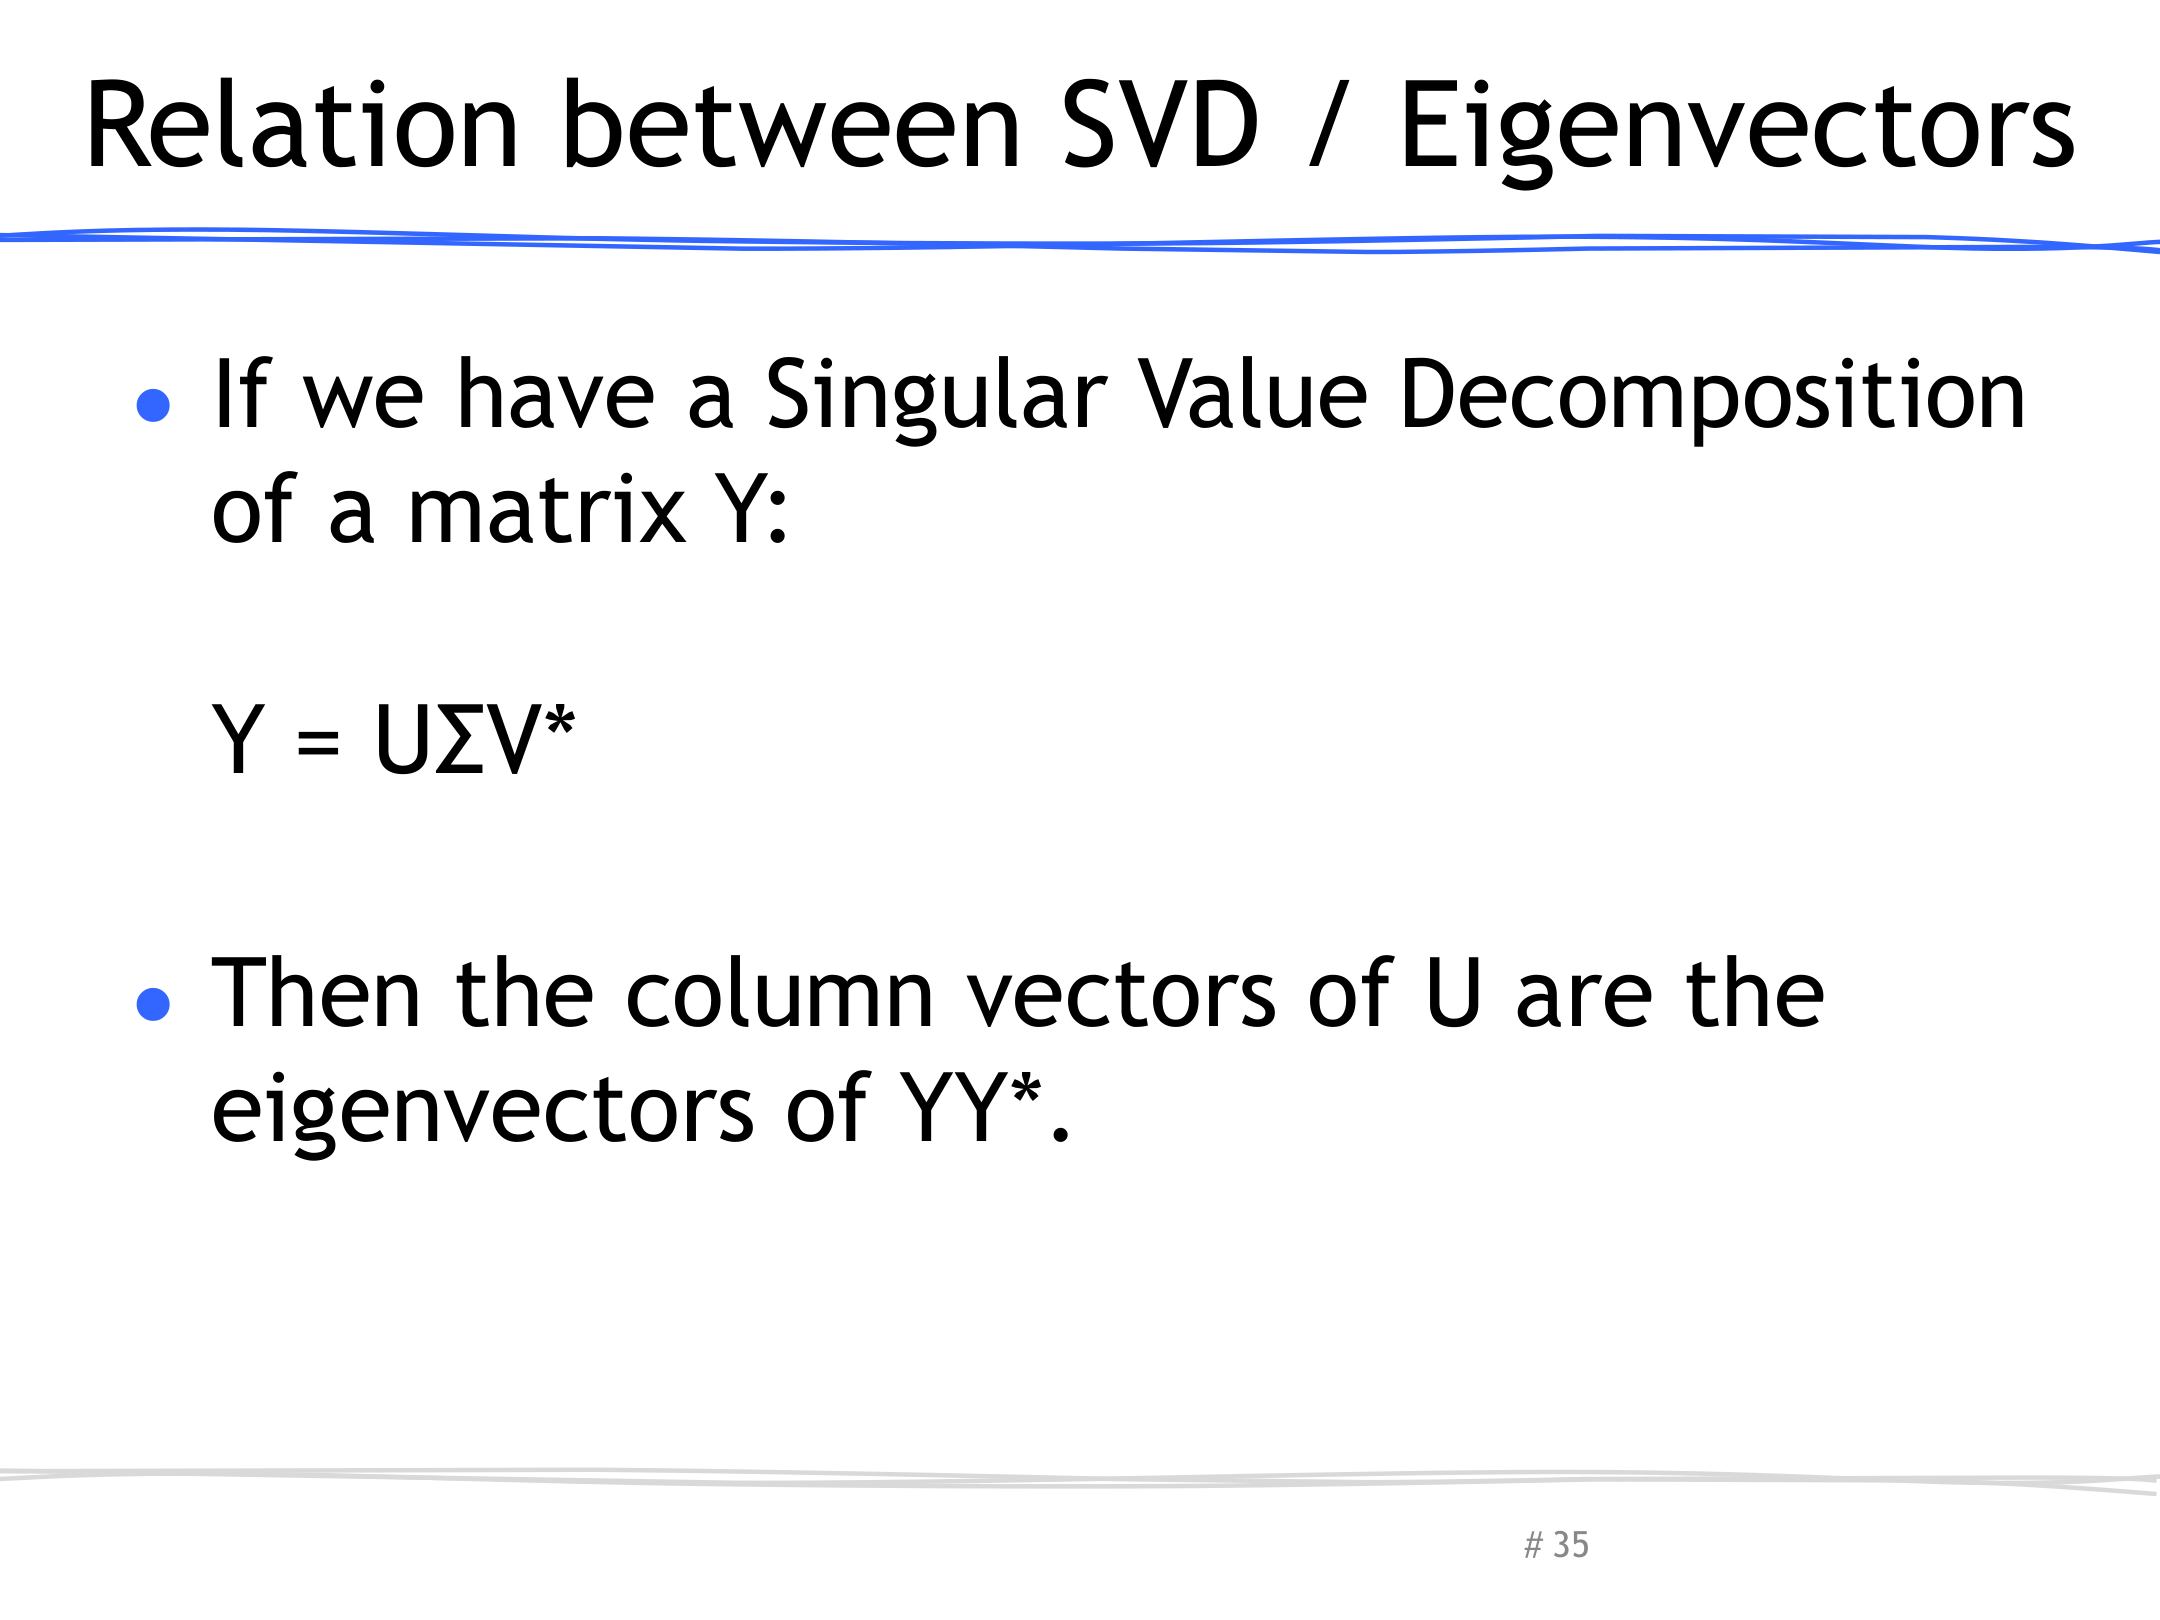 Relation between SVD / Eigenvectors
• If we have a Singular Value Decomposition
of a matrix Y:
Y = UΣV*
• Then the column vectors of U are the
eigenvectors of YY*.
# 35